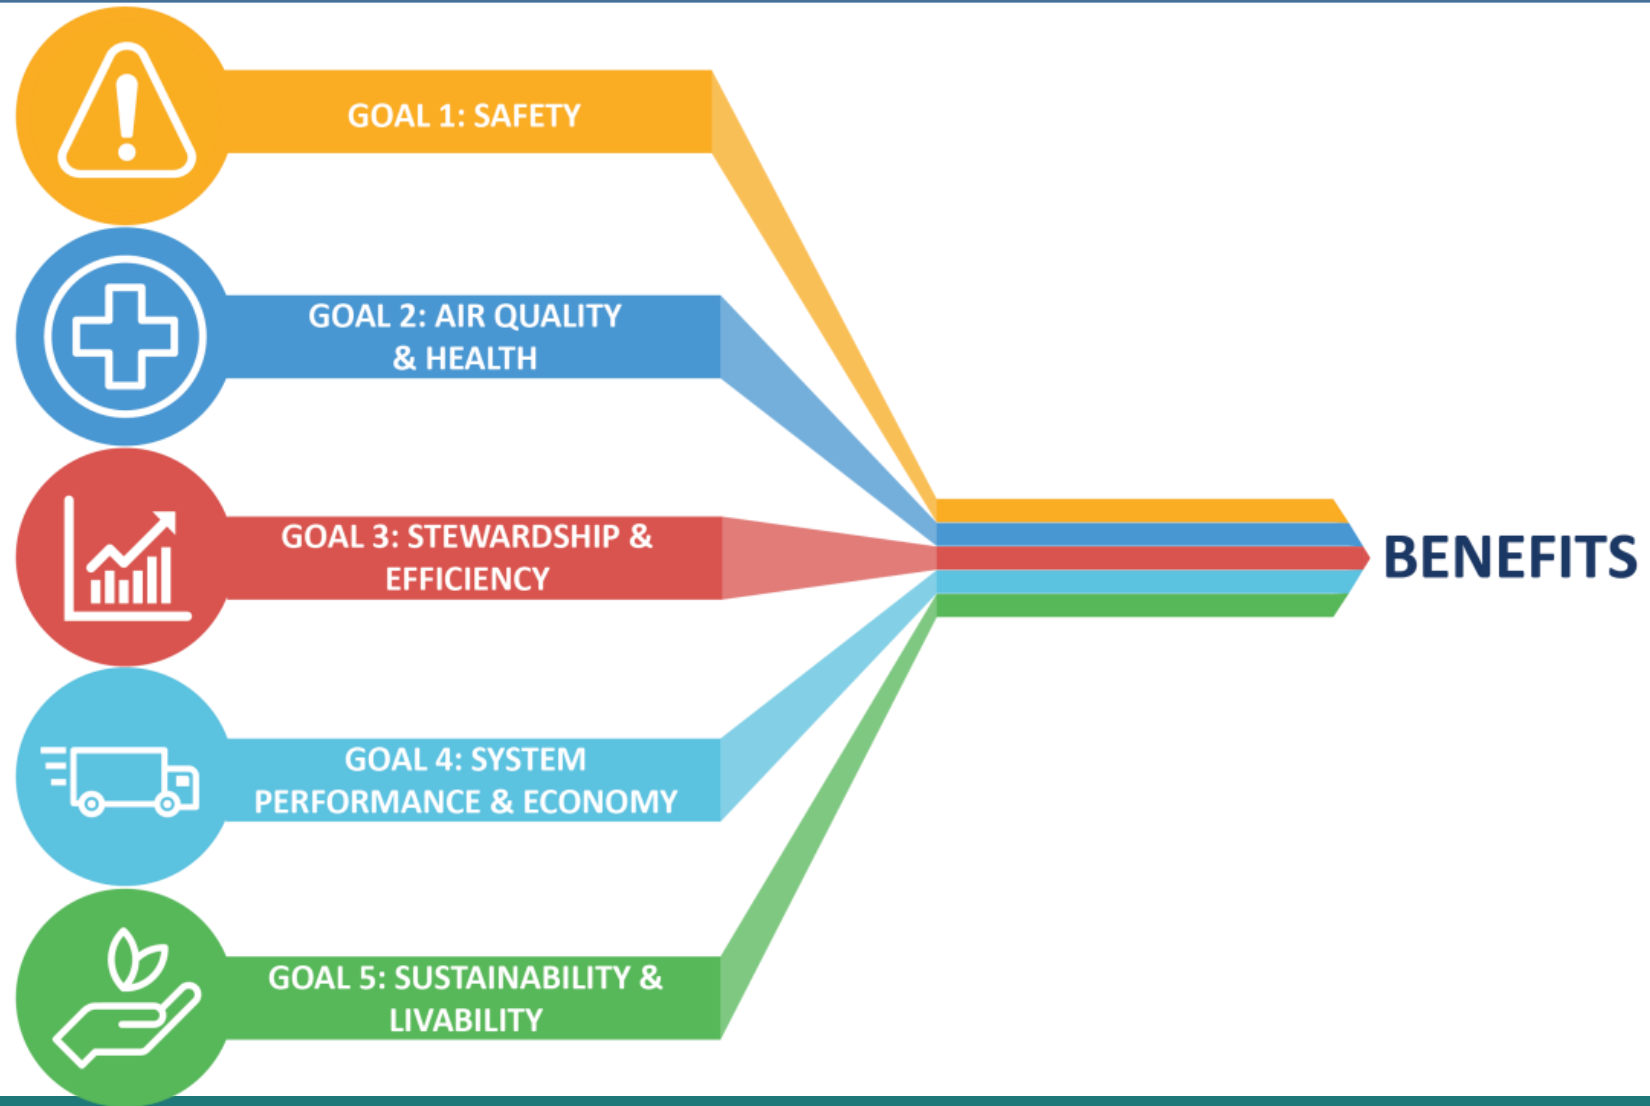 GOAL 1: SAFETY
GOAL 2: AIR QUALITY
& HEALTH
GOAL 3: STEWARDSHIP &
EFFICIENCY
GOAL 4: SYSTEM
PERFORMANCE & ECONOMY
GOAL 5: SUSTAINABILITY &
LIVABILITY
BENEFITS